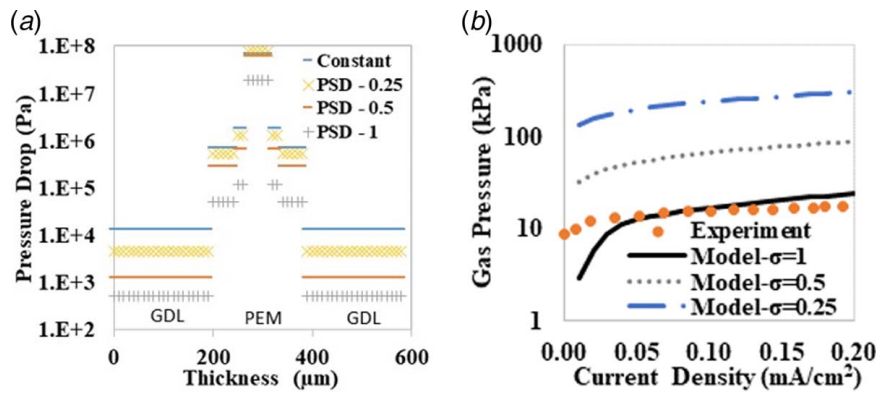 (a)
Pressure Drop (Pa)
1.E+8
1.E+7
1.E+6
1.E+5
1.E+4
1.E+3
1.E+2
Constant
PSD - 0.25
PSD - 0.5
PSD - 1
GDL PEM GDL
0 200 400 600
Thickness (µm)
(b)
Gas Pressure (kPa)
1000
100
10
1
Experiment
Model-σ=1
Model-σ=0.5
Model-σ=0.25
0.00 0.05 0.10 0.15 0.20
Current Density (mA/cm²)